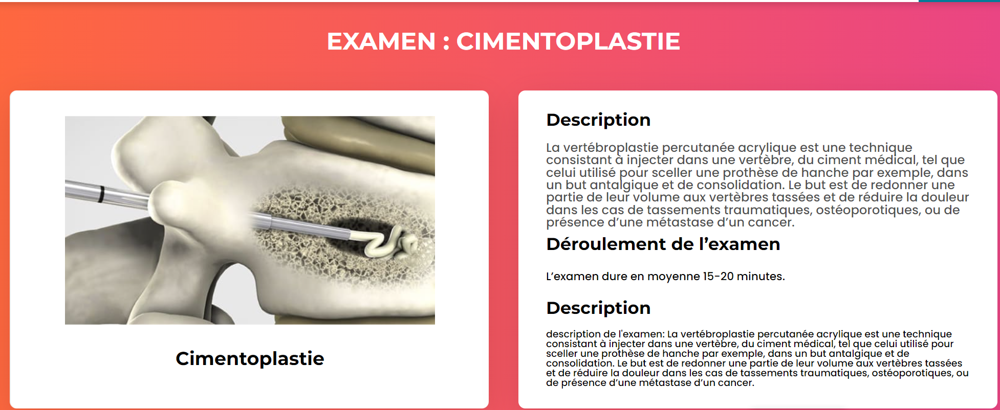 EXAMEN : CIMENTOPLASTIE
Cimentoplastie
Description
La vertébroplastie percutanée acrylique est une technique
consistant à injecter dans une vertèbre, du ciment médical, tel que
celui utilisé pour sceller une prothèse de hanche par exemple, dans
un but antalgique et de consolidation. Le but est de redonner une
partie de leur volume aux vertèbres tassées et de réduire la douleur
dans les cas de tassements traumatiques, ostéoporotiques, ou de
présence d’une métastase d’un cancer.
Déroulement de l’examen
L’examen dure en moyenne 15-20 minutes.
Description
description de l'examen: La vertébroplastie percutanée acrylique est une technique
consistant à injecter dans une vertèbre, du ciment médical, tel que celui utilisé pour
sceller une prothèse de hanche par exemple, dans un but antalgique et de
consolidation. Le but est de redonner une partie de leur volume aux vertèbres tassées
et de réduire la douleur dans les cas de tassements traumatiques, ostéoporotiques, ou
de présence d’une métastase d’un cancer.